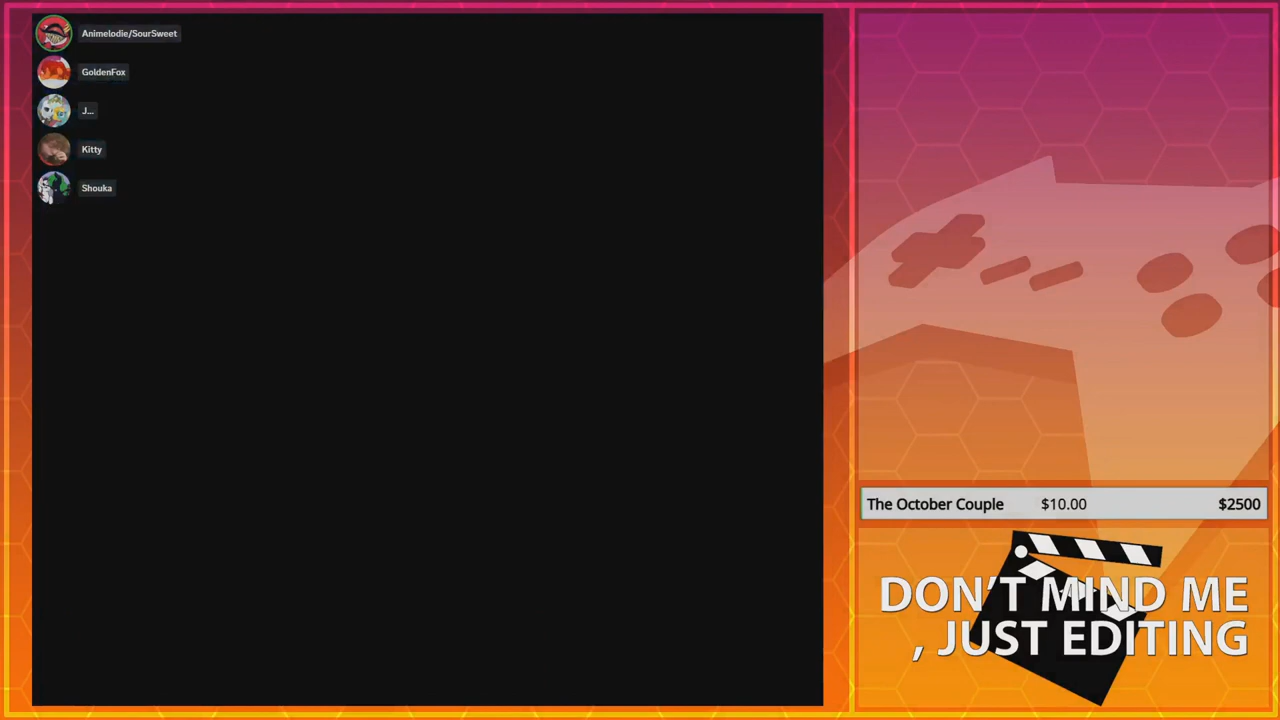 Animelodie/SourSweet
GoldenFox
J...
Kitty
Shouka
The October Couple $10.00 $2500
DON'T MIND ME
, JUST EDITING